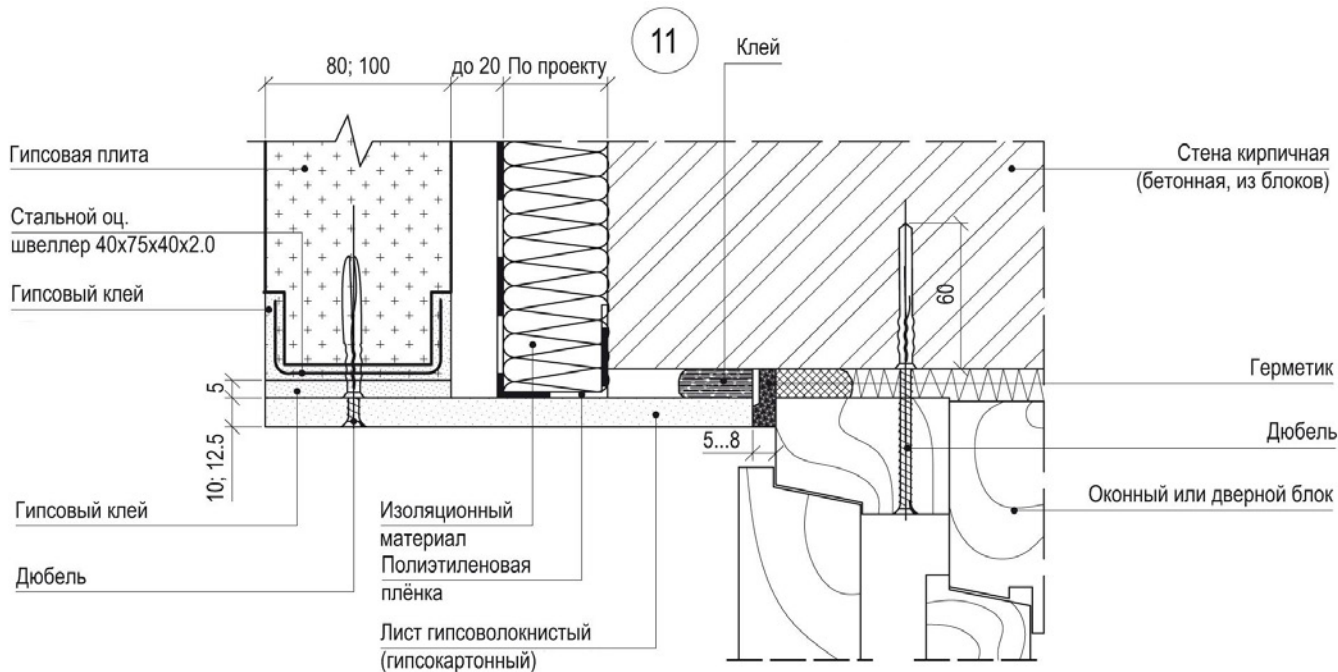 11
Клей
80; 100
до 20
По проекту
Гипсовая плита
Стена кирпичная
(бетонная, из блоков)
Стальной оц.
швеллер 40х75х40х2.0
Гипсовый клей
60
5
Герметик
10; 12.5
5...8
Дюбель
Оконный или дверной блок
Гипсовый клей
Изоляционный
материал
Полиэтиленовая
плёнка
Дюбель
Лист гипсоволокнистый
(гипсокартонный)